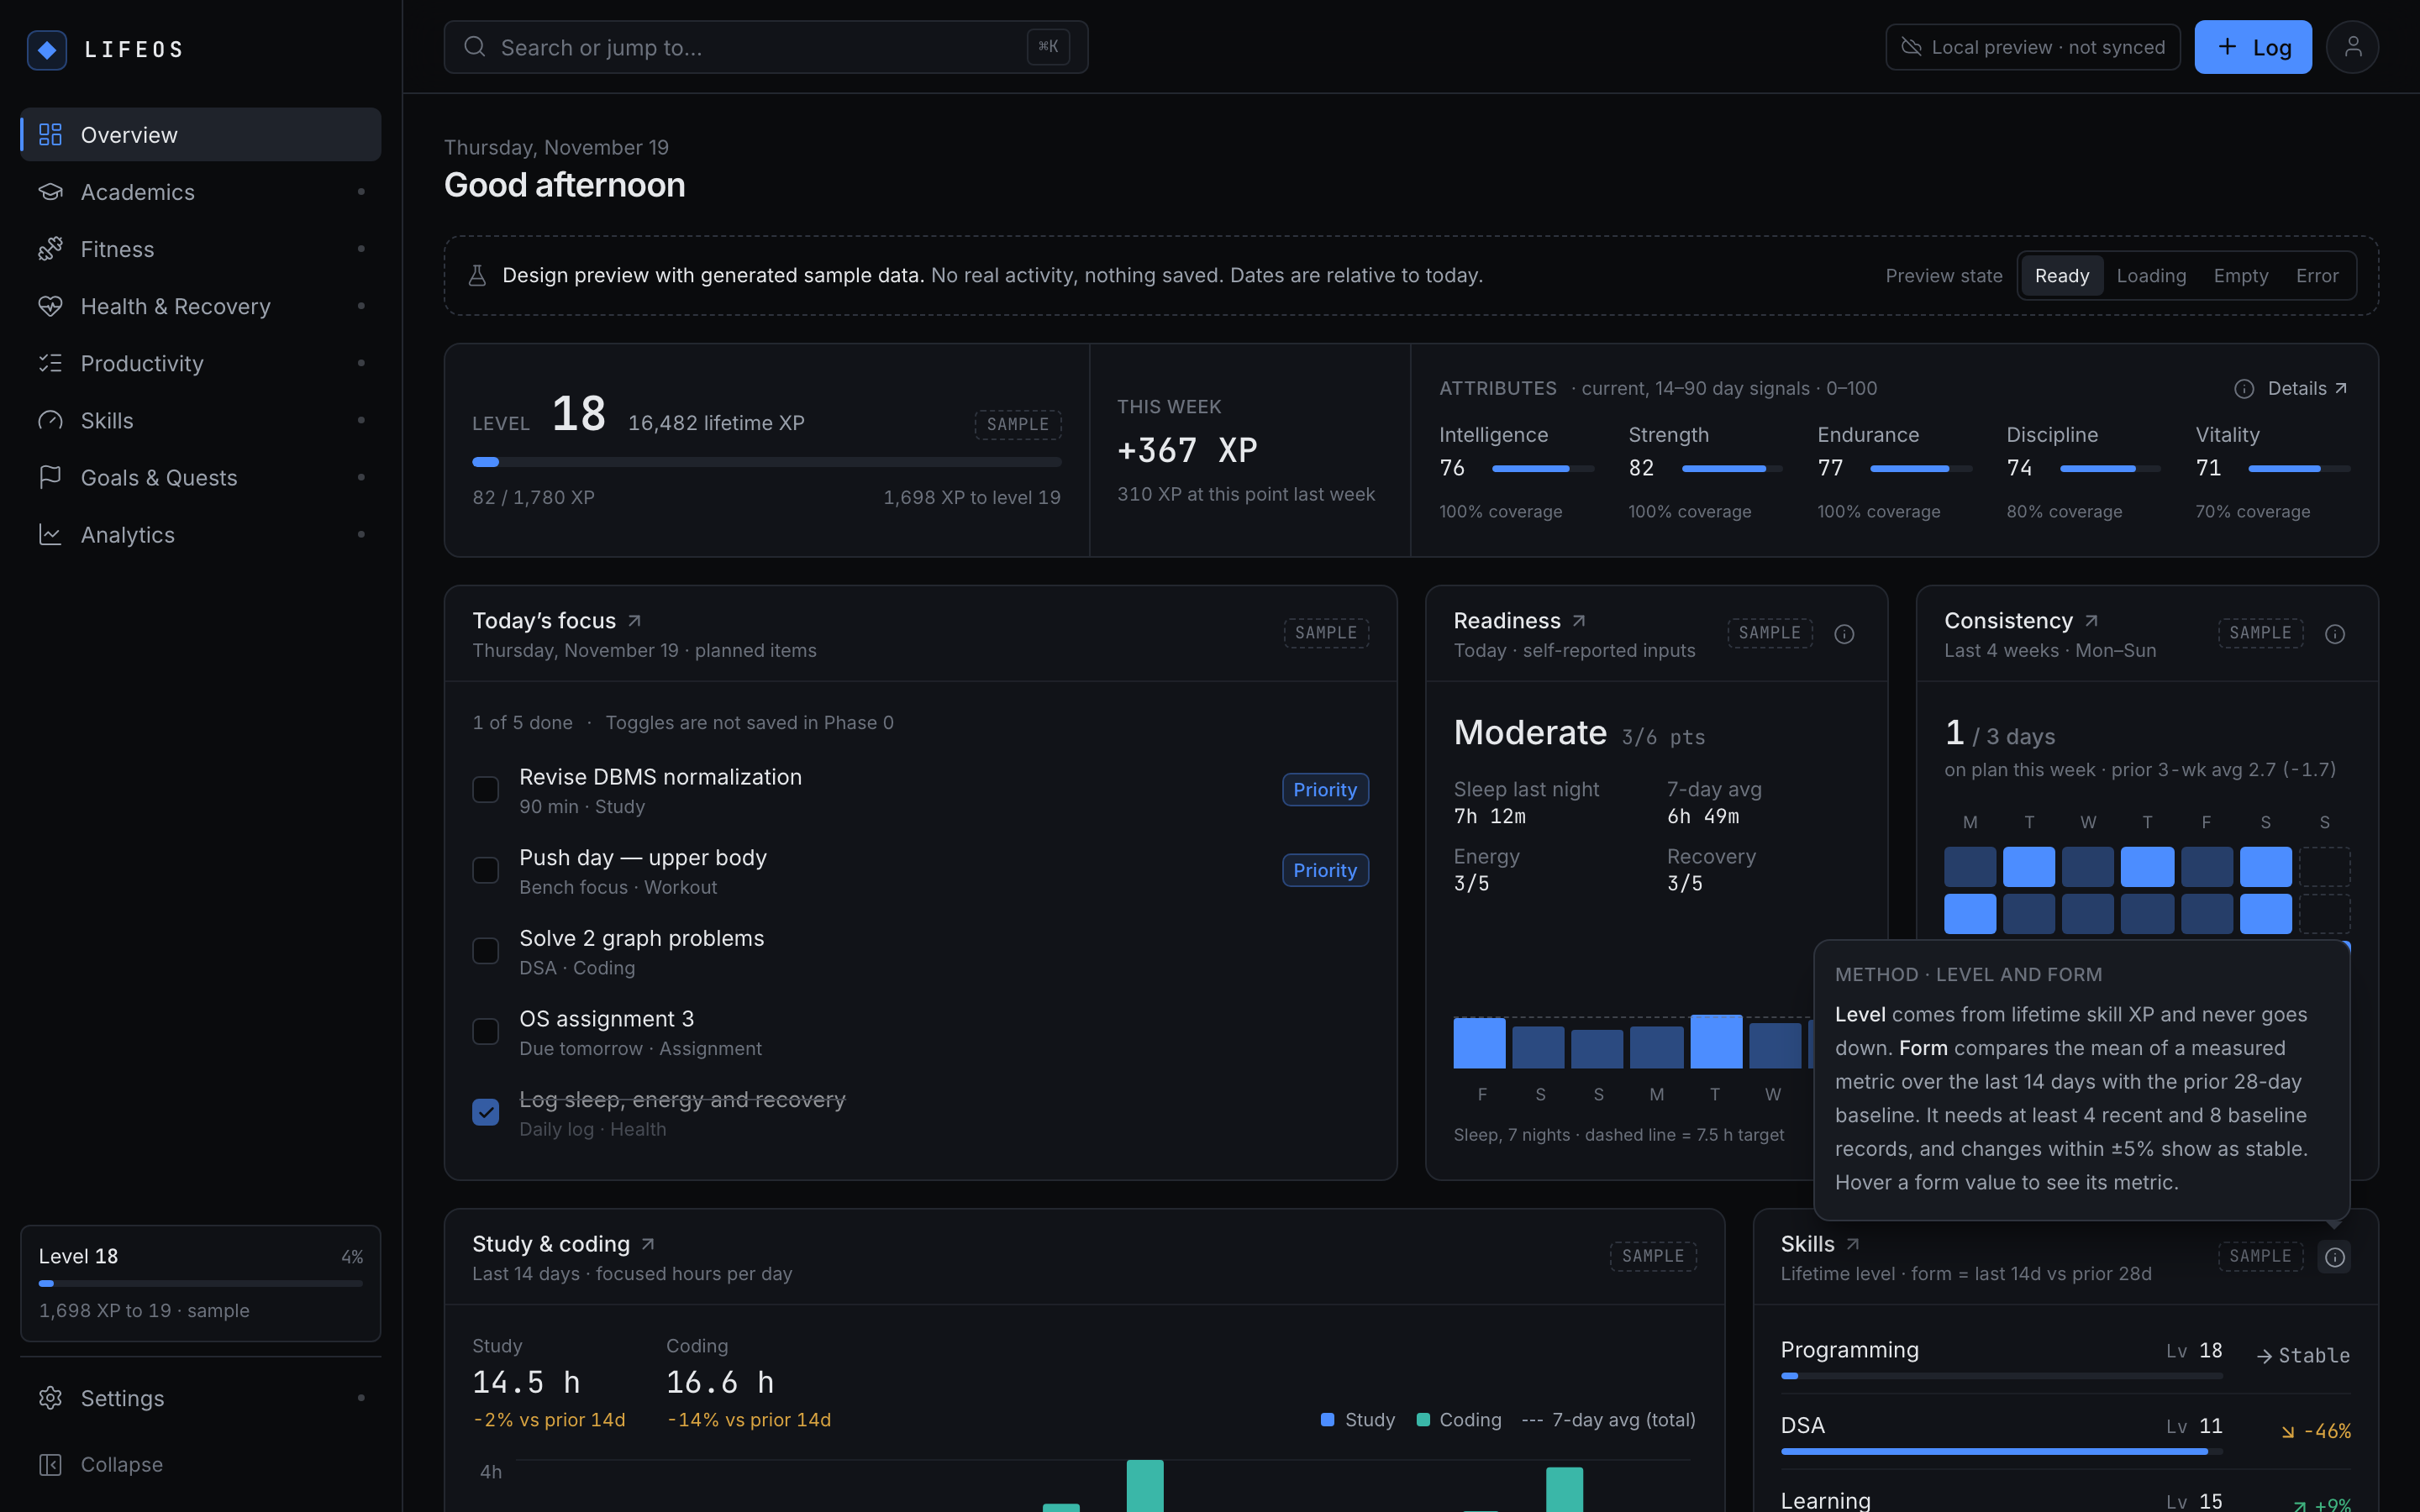 LIFEOS
Search or jump to...
⌘K
Local preview · not synced
+ Log
Overview
Academics
Fitness
Health & Recovery
Productivity
Skills
Goals & Quests
Analytics
Level 18
4%
1,698 XP to 19 · sample
Settings
Collapse
Thursday, November 19
Good afternoon
Design preview with generated sample data. No real activity, nothing saved. Dates are relative to today.
Preview state
Ready
Loading
Empty
Error
LEVEL 18 16,482 lifetime XP
SAMPLE
82 / 1,780 XP
1,698 XP to level 19
THIS WEEK
+367 XP
310 XP at this point last week
ATTRIBUTES · current, 14–90 day signals · 0–100
Details
Intelligence
76
100% coverage
Strength
82
100% coverage
Endurance
77
100% coverage
Discipline
74
80% coverage
Vitality
71
70% coverage
Today’s focus
Thursday, November 19 · planned items
SAMPLE
1 of 5 done · Toggles are not saved in Phase 0
Revise DBMS normalization
90 min · Study
Priority
Push day — upper body
Bench focus · Workout
Priority
Solve 2 graph problems
DSA · Coding
OS assignment 3
Due tomorrow · Assignment
Log sleep, energy and recovery
Daily log · Health
Readiness
Today · self-reported inputs
SAMPLE
Moderate 3/6 pts
Sleep last night
7h 12m
7-day avg
6h 49m
Energy
3/5
Recovery
3/5
F S S M T W
Sleep, 7 nights · dashed line = 7.5 h target
Consistency
Last 4 weeks · Mon–Sun
SAMPLE
1 / 3 days
on plan this week · prior 3-wk avg 2.7 (-1.7)
M T W T F S S
METHOD · LEVEL AND FORM
Level comes from lifetime skill XP and never goes
down. Form compares the mean of a measured
metric over the last 14 days with the prior 28-day
baseline. It needs at least 4 recent and 8 baseline
records, and changes within ±5% show as stable.
Hover a form value to see its metric.
Study & coding
Last 14 days · focused hours per day
SAMPLE
Study
14.5 h
-2% vs prior 14d
Coding
16.6 h
-14% vs prior 14d
Study
Coding
7-day avg (total)
4h
Skills
Lifetime level · form = last 14d vs prior 28d
SAMPLE
Programming
Lv 18
→ Stable
DSA
Lv 11
↘ -46%
Learning
Lv 15
↗ +9%